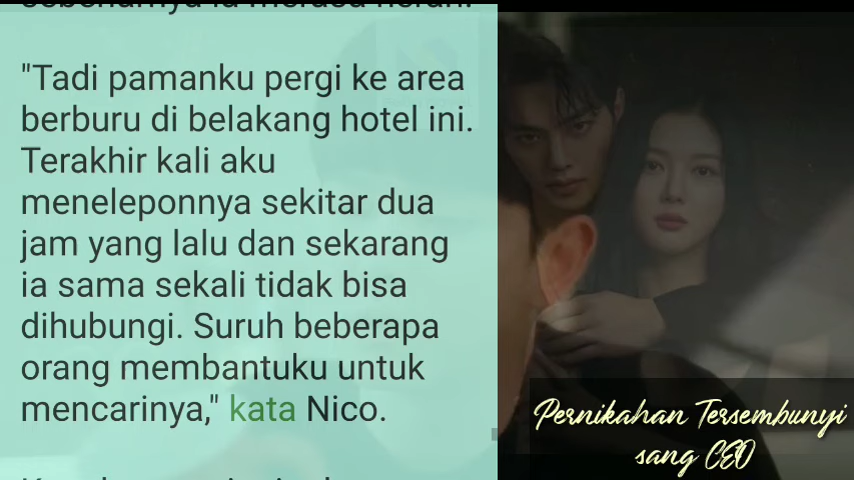 "Tadi pamanku pergi ke area
berburu di belakang hotel ini.
Terakhir kali aku
meneleponnya sekitar dua
jam yang lalu dan sekarang
ia sama sekali tidak bisa
dihubungi. Suruh beberapa
orang membantuku untuk
mencarinya," kata Nico.
Pernikahan Tersembunyi
sang CEO